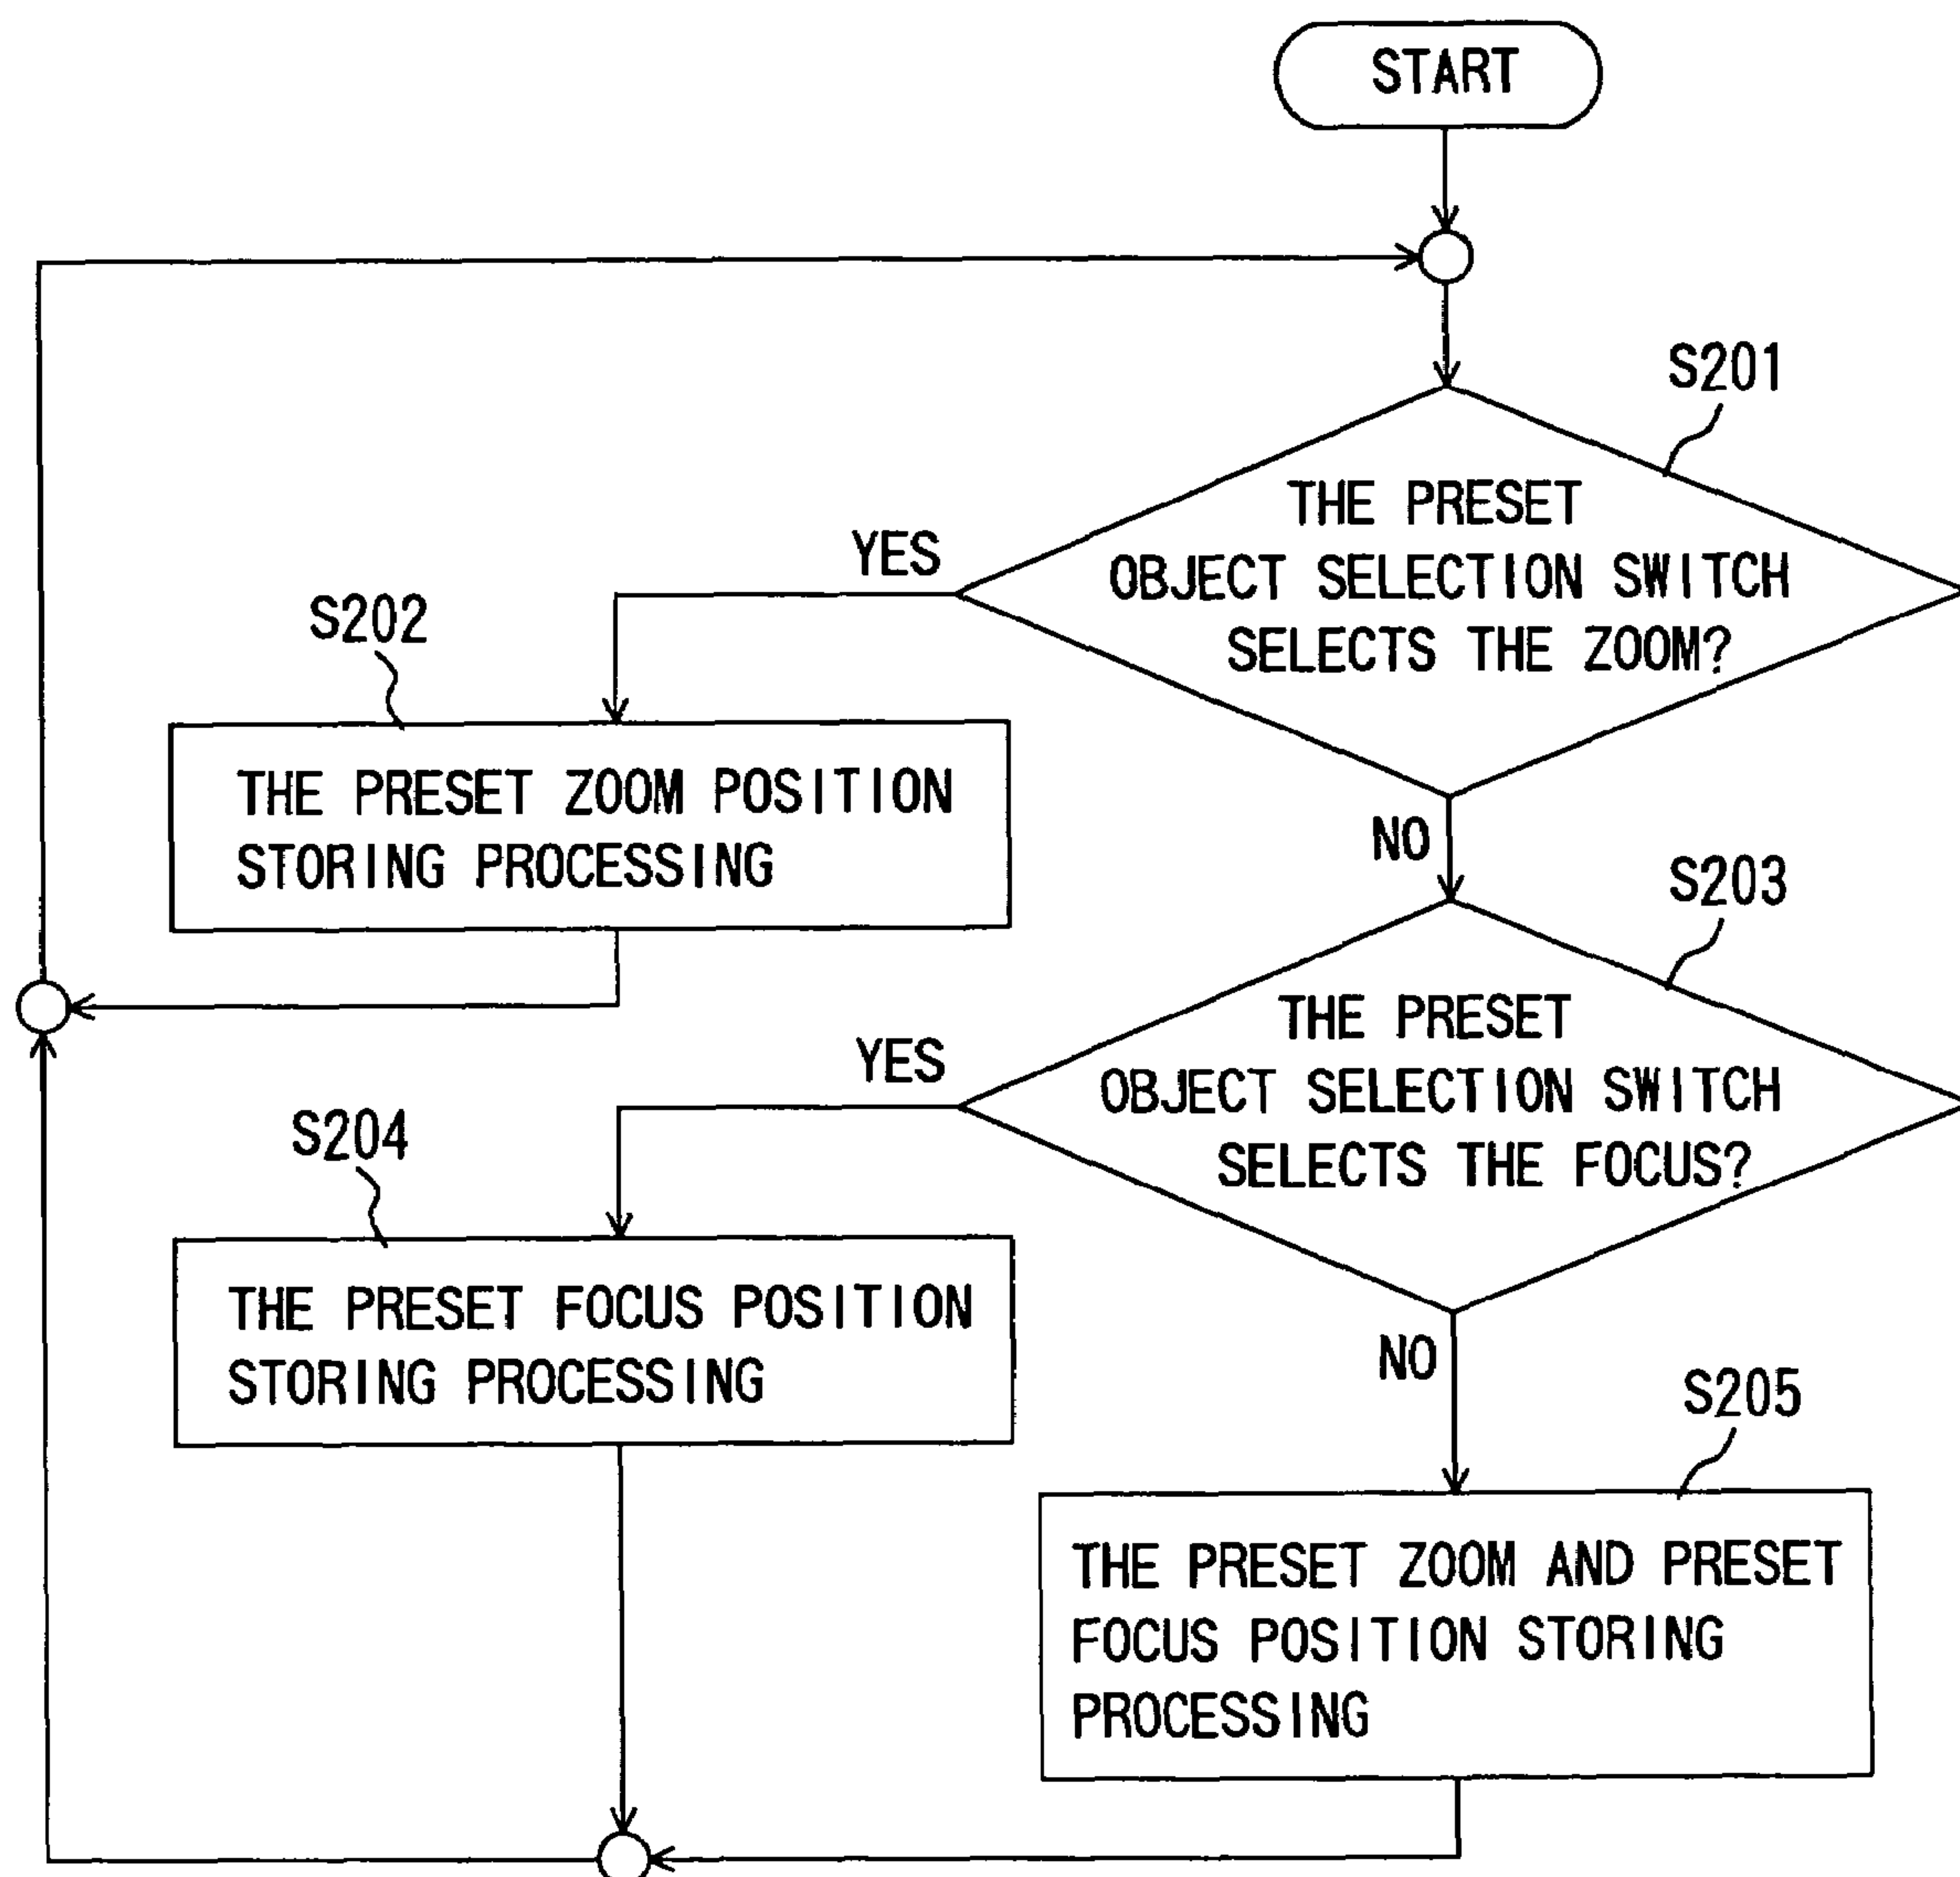 START
S201
THE PRESET
OBJECT SELECTION SWITCH
SELECTS THE ZOOM?
YES
S202
THE PRESET ZOOM POSITION
STORING PROCESSING
NO
S203
THE PRESET
OBJECT SELECTION SWITCH
SELECTS THE FOCUS?
YES
S204
THE PRESET FOCUS POSITION
STORING PROCESSING
NO
S205
THE PRESET ZOOM AND PRESET
FOCUS POSITION STORING
PROCESSING